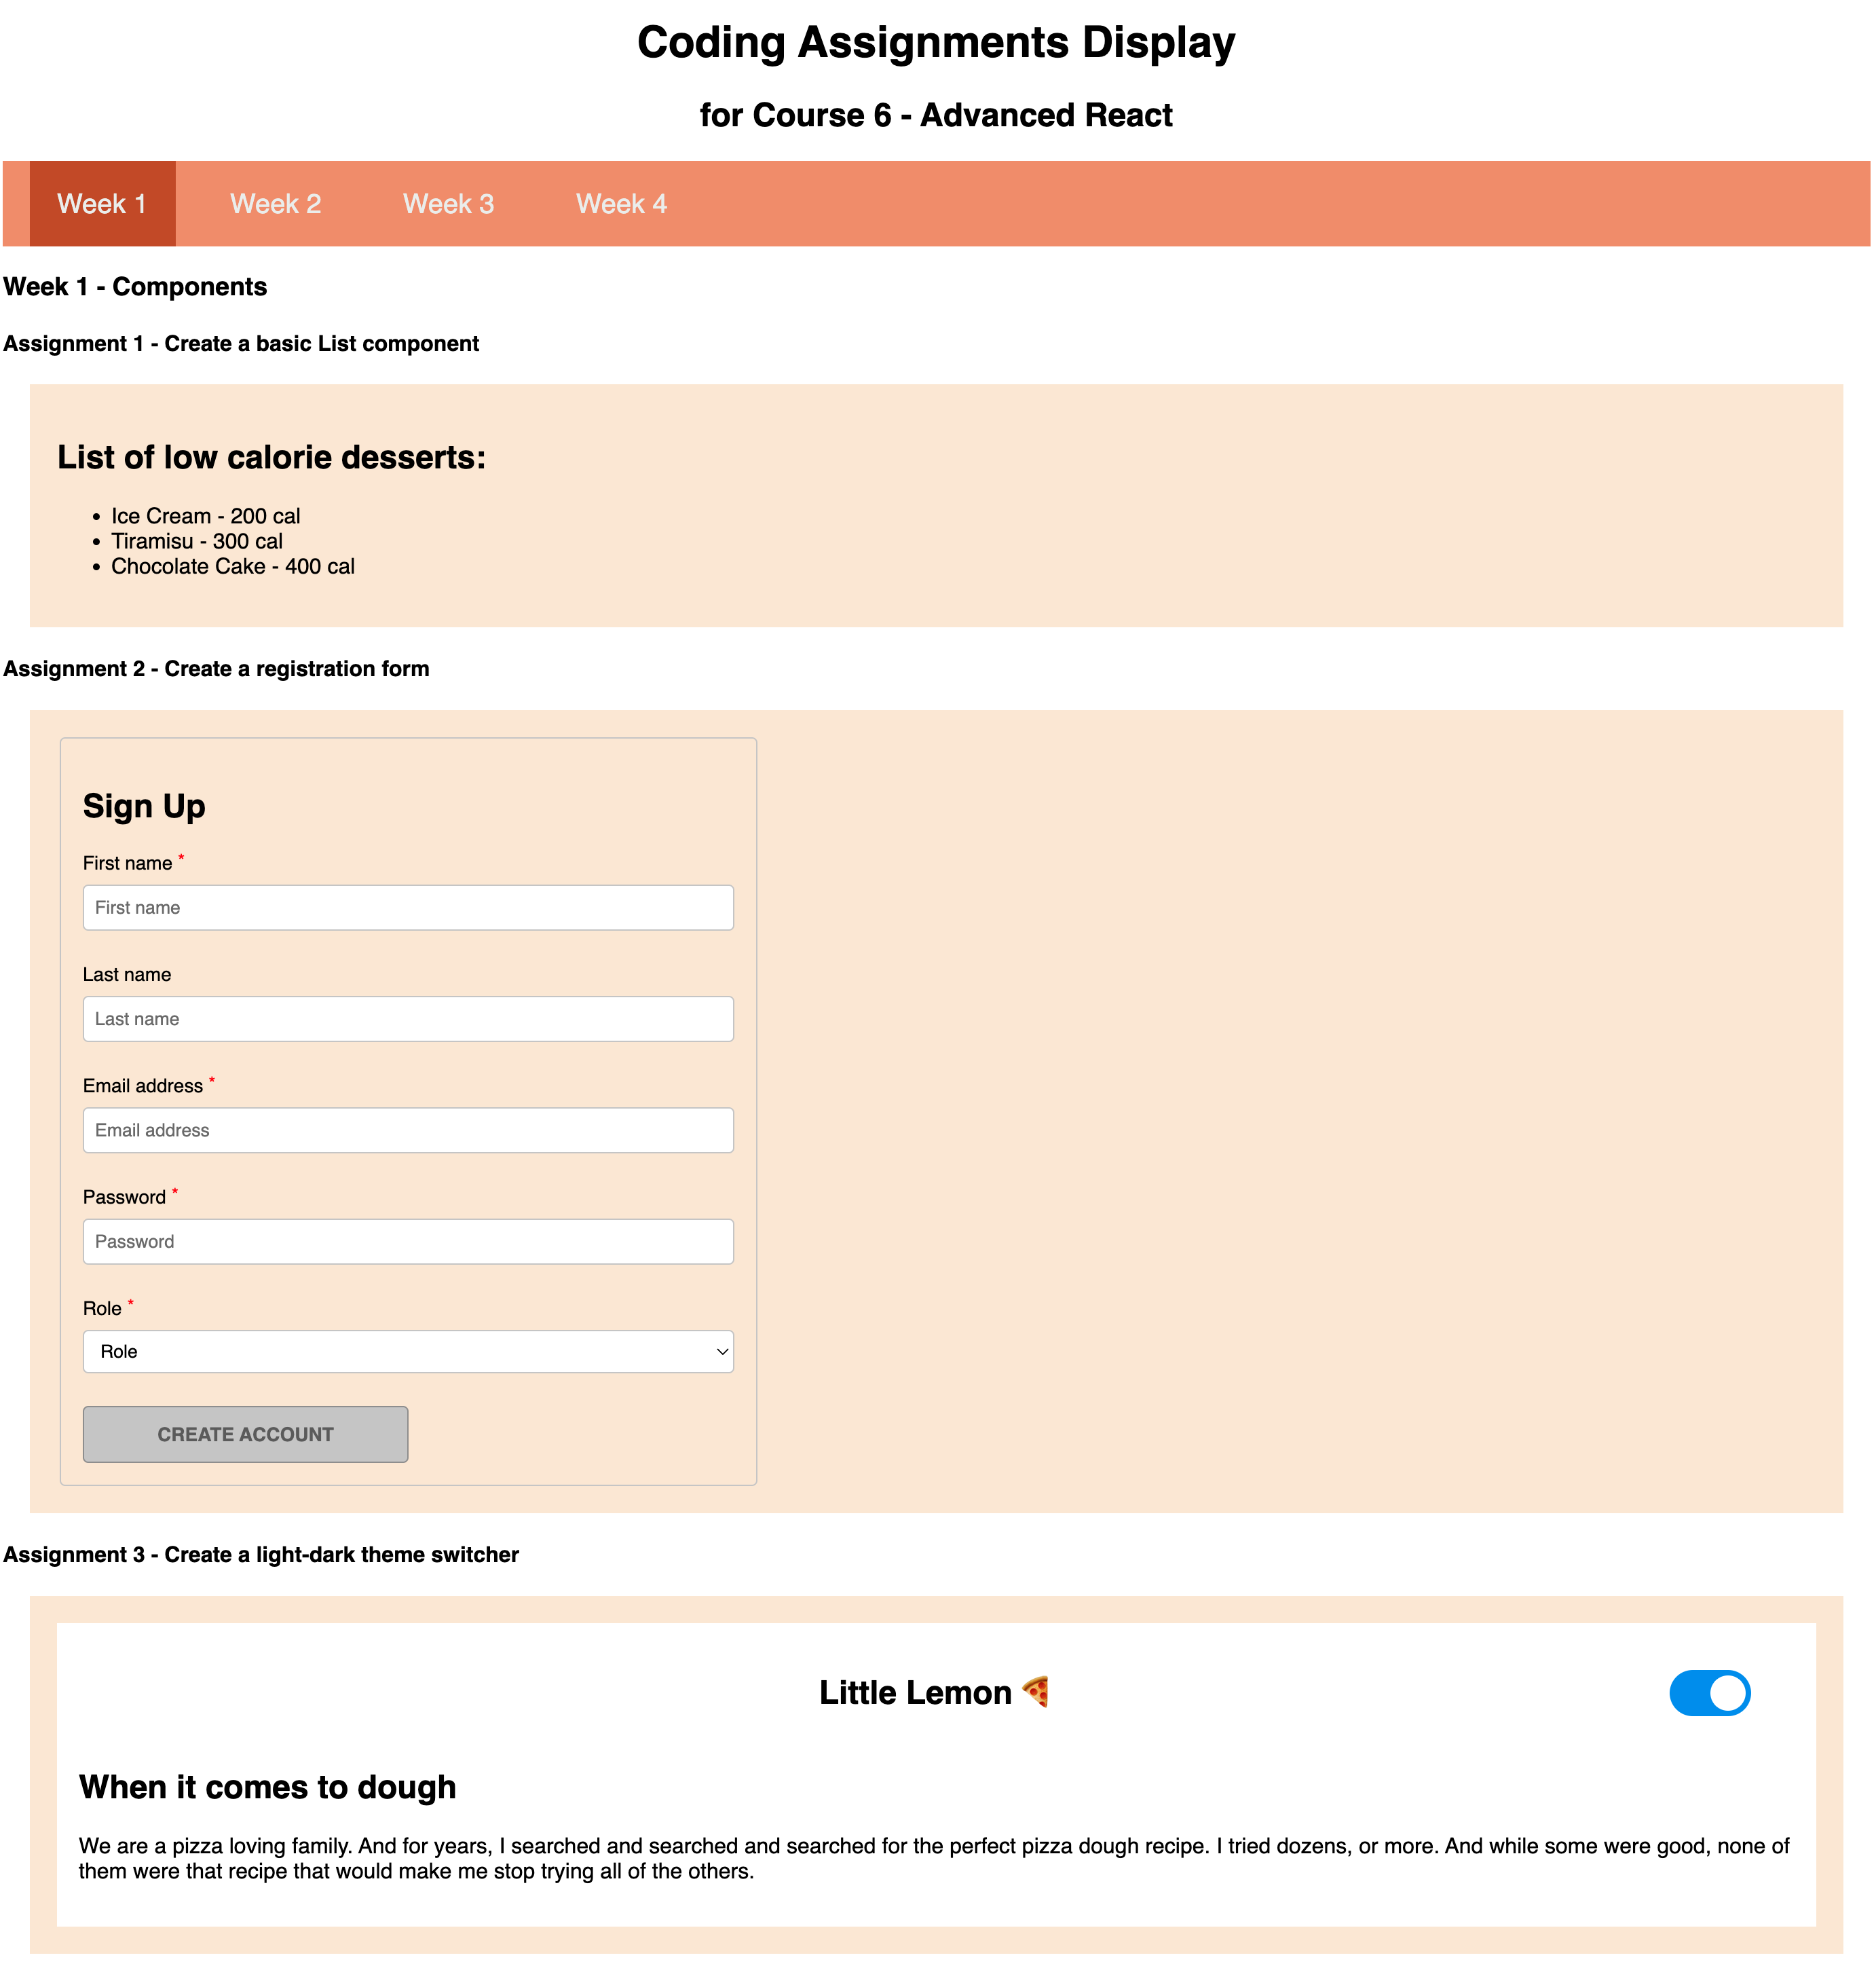 Coding Assignments Display
for Course 6 - Advanced React
Week 1 Week 2 Week 3 Week 4
Week 1 - Components
Assignment 1 - Create a basic List component
List of low calorie desserts:
• Ice Cream - 200 cal
• Tiramisu - 300 cal
• Chocolate Cake - 400 cal
Assignment 2 - Create a registration form
Sign Up
First name *
First name
Last name
Last name
Email address *
Email address
Password *
Password
Role *
Role
CREATE ACCOUNT
Assignment 3 - Create a light-dark theme switcher
Little Lemon 🍕
When it comes to dough
We are a pizza loving family. And for years, I searched and searched and searched for the perfect pizza dough recipe. I tried dozens, or more. And while some were good, none of
them were that recipe that would make me stop trying all of the others.